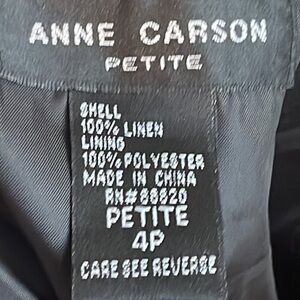 ANNE CARSON
PETITE
SHELL
100% LINEN
LINING
100% POLYESTER
MADE IN CHINA
RN# 88820
PETITE
4P
CARE SEE REVERSE